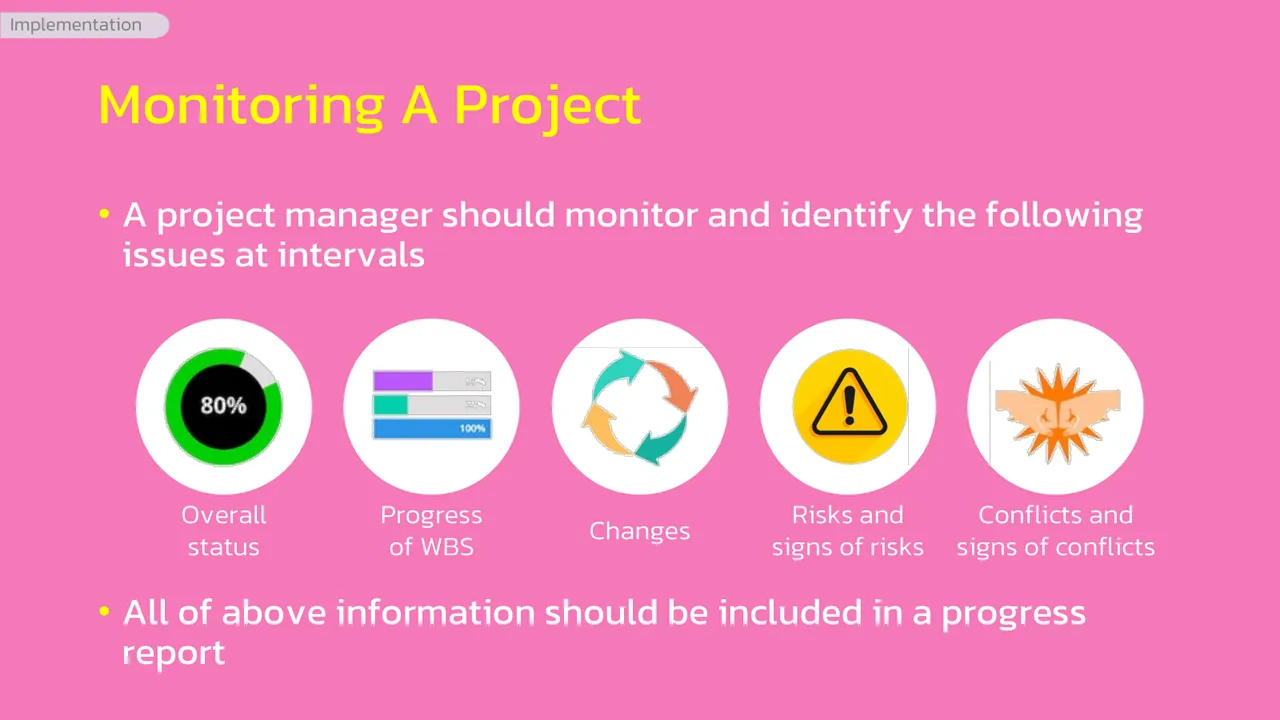 Implementation
Monitoring A Project
• A project manager should monitor and identify the following
issues at intervals
80%
100%
Overall
status
Progress
of WBS
Changes
Risks and
signs of risks
Conflicts and
signs of conflicts
• All of above information should be included in a progress
report